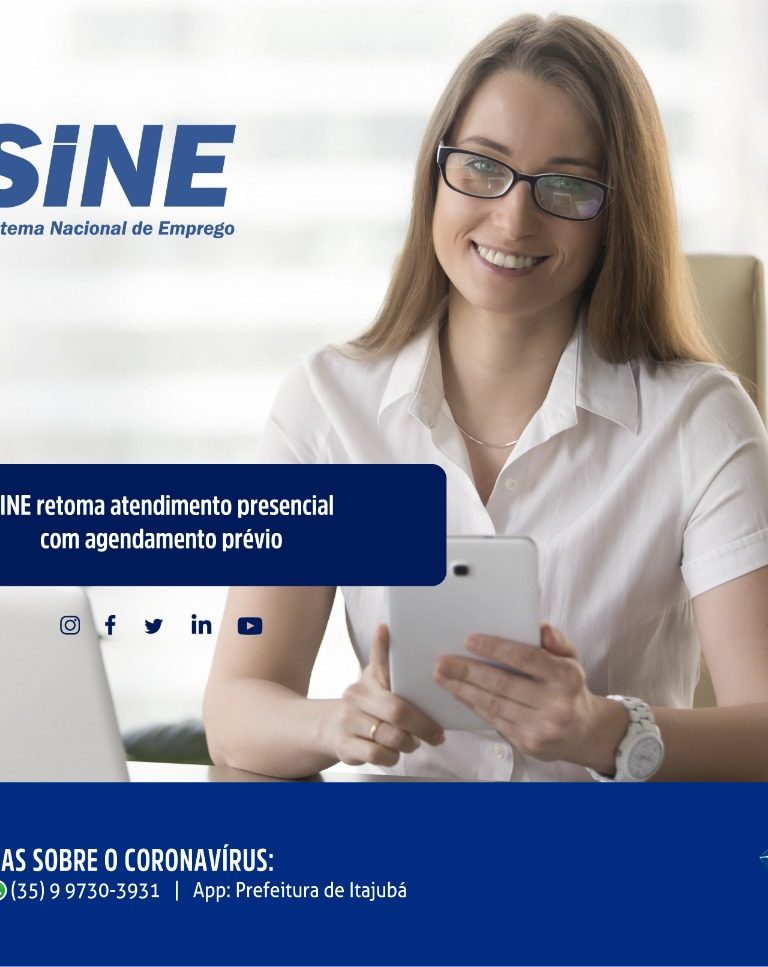 SiNE
tema Nacional de Emprego
INE retoma atendimento presencial
com agendamento prévio
AS SOBRE O CORONAVÍRUS:
(35) 9 9730-3931 | App: Prefeitura de Itajubá